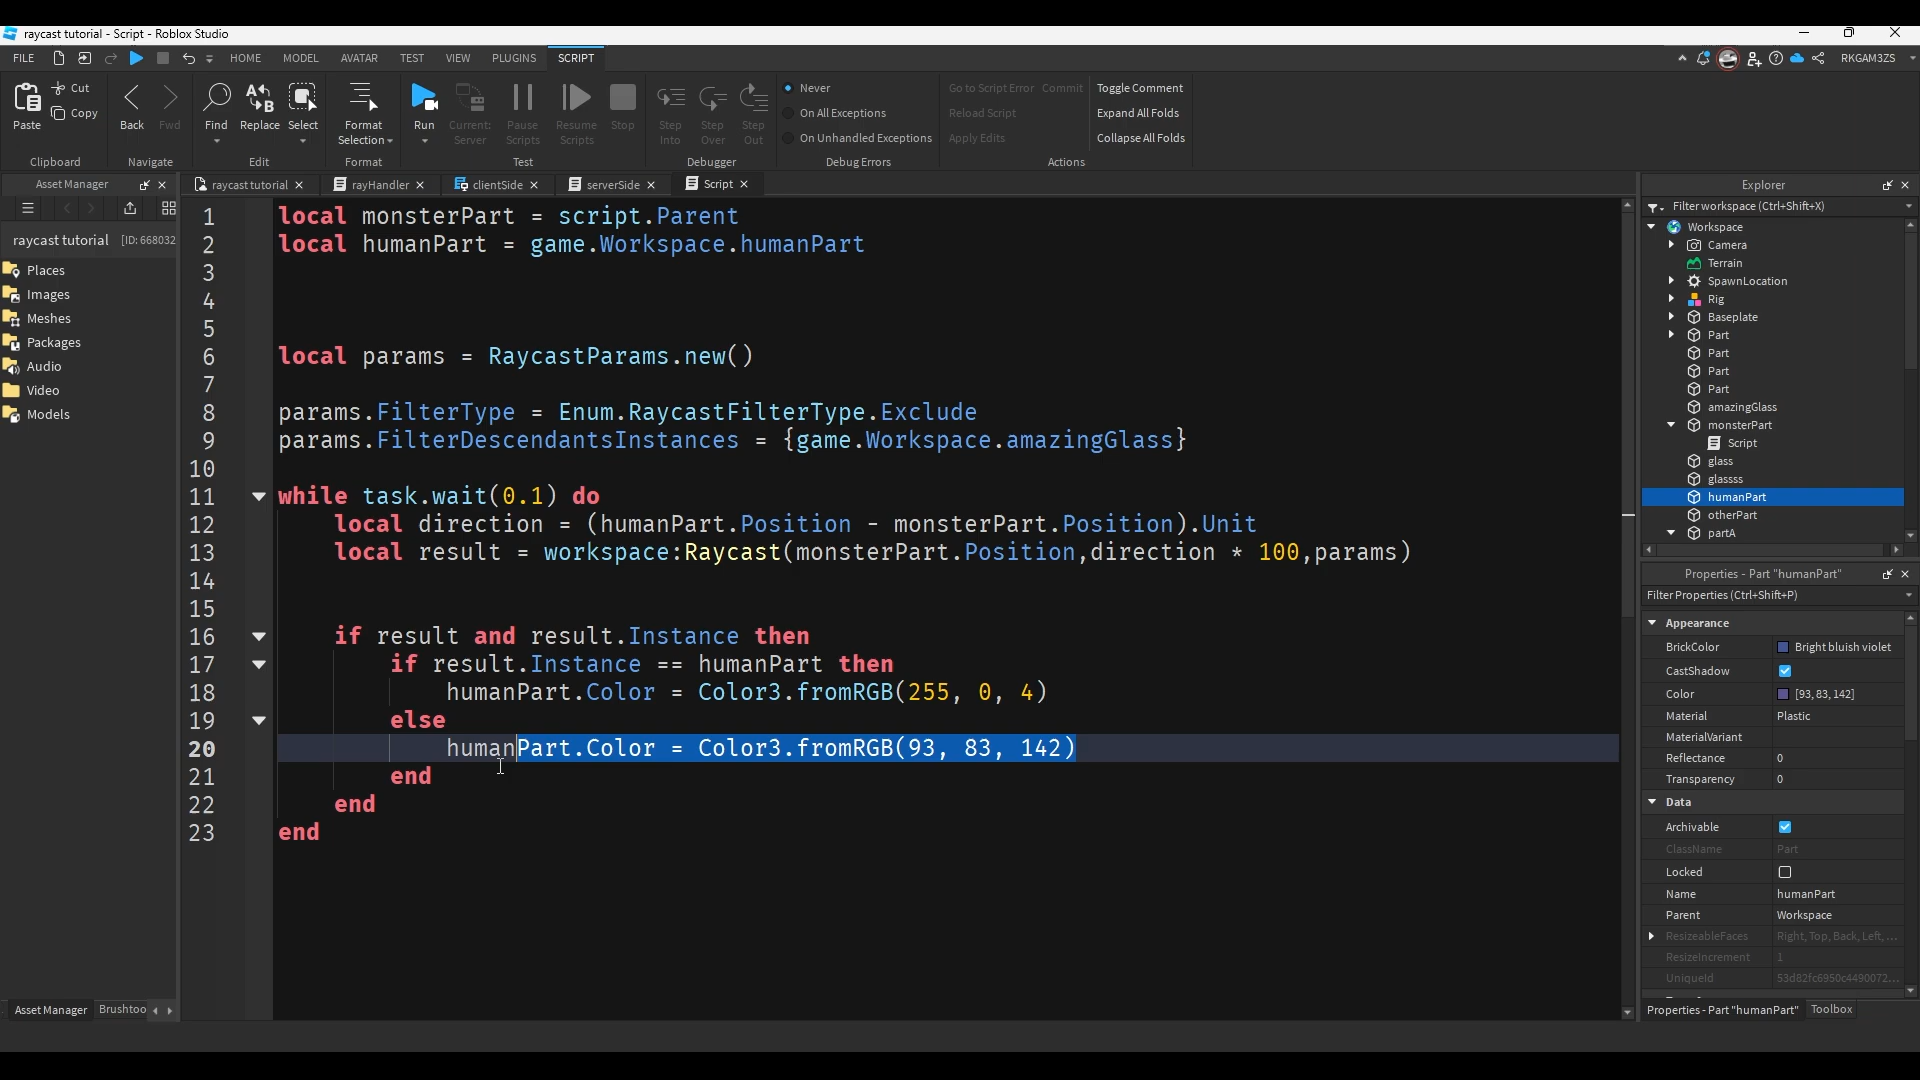 raycast tutorial - Script - Roblox Studio
FILE HOME MODEL AVATAR TEST VIEW PLUGINS SCRIPT RKGAM3ZS
Paste Cut Copy Back Fwd Find Replace Select Format Selection Run Current: Server Pause Scripts Resume Scripts Stop Step Into Step Over Step Out
Never
On All Exceptions
On Unhandled Exceptions
Go to Script Error Commit
Reload Script
Apply Edits
Toggle Comment
Expand All Folds
Collapse All Folds
Clipboard Navigate Edit Format Test Debugger Debug Errors Actions
Asset Manager
raycast tutorial rayHandler clientSide serverSide Script
raycast tutorial [ID: 668032
Places
Images
Meshes
Packages
Audio
Video
Models
Asset Manager Brushtoo
1 local monsterPart = script.Parent
2 local humanPart = game.Workspace.humanPart
3
4
5
6 local params = RaycastParams.new()
7
8 params.FilterType = Enum.RaycastFilterType.Exclude
9 params.FilterDescendantsInstances = {game.Workspace.amazingGlass}
10
11 while task.wait(0.1) do
12 local direction = (humanPart.Position - monsterPart.Position).Unit
13 local result = workspace:Raycast(monsterPart.Position,direction * 100,params)
14
15
16 if result and result.Instance then
17 if result.Instance == humanPart then
18 humanPart.Color = Color3.fromRGB(255, 0, 4)
19 else
20 humanPart.Color = Color3.fromRGB(93, 83, 142)
21 end
22 end
23 end
Explorer
Filter workspace (Ctrl+Shift+X)
Workspace
Camera
Terrain
SpawnLocation
Rig
Baseplate
Part
Part
Part
Part
amazingGlass
monsterPart
Script
glass
glassss
humanPart
otherPart
partA
Properties - Part "humanPart"
Filter Properties (Ctrl+Shift+P)
Appearance
BrickColor Bright bluish violet
CastShadow
Color [93, 83, 142]
Material Plastic
MaterialVariant
Reflectance 0
Transparency 0
Data
Archivable
ClassName Part
Locked
Name humanPart
Parent Workspace
ResizeableFaces Right, Top, Back, Left, ...
ResizeIncrement 1
UniqueId 53d82fc6950c4490072...
Properties - Part "humanPart" Toolbox